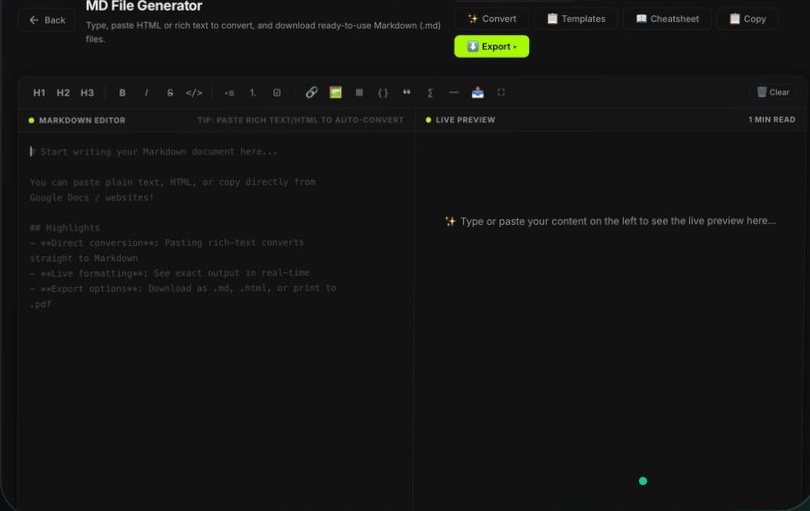 MD File Generator
← Back
Type, paste HTML or rich text to convert, and download ready-to-use Markdown (.md)
files.
✨ Convert
📋 Templates
📖 Cheatsheet
📋 Copy
⬇️ Export ▾
H1 H2 H3 B I S </> •≡ 1. ☑ 🔗 🖼️ ▦ { } ❝ Σ — 📥 ⛶ 🗑️ Clear
MARKDOWN EDITOR
TIP: PASTE RICH TEXT/HTML TO AUTO-CONVERT
LIVE PREVIEW
1 MIN READ
# Start writing your Markdown document here...
You can paste plain text, HTML, or copy directly from
Google Docs / websites!
## Highlights
- **Direct conversion**: Pasting rich-text converts
straight to Markdown
- **Live formatting**: See exact output in real-time
- **Export options**: Download as .md, .html, or print to
.pdf
✨ Type or paste your content on the left to see the live preview here...